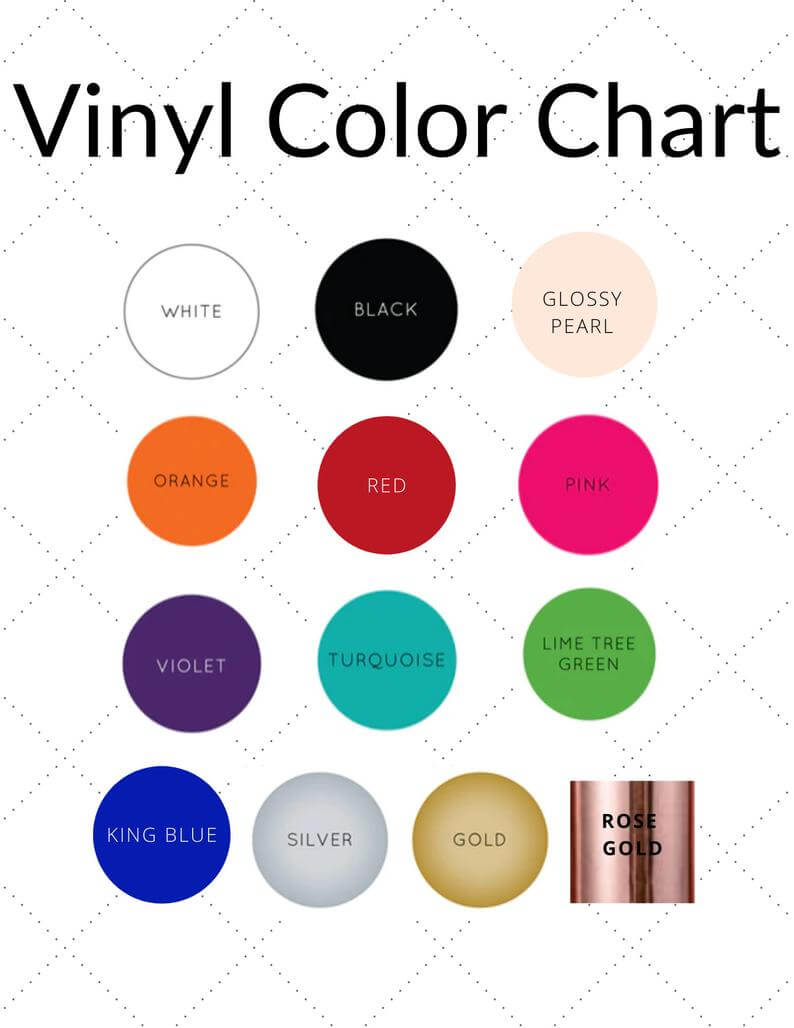 Vinyl Color Chart
WHITE
BLACK
GLOSSY
PEARL
ORANGE
RED
PINK
VIOLET
TURQUOISE
LIME TREE
GREEN
KING BLUE
SILVER
GOLD
ROSE
GOLD